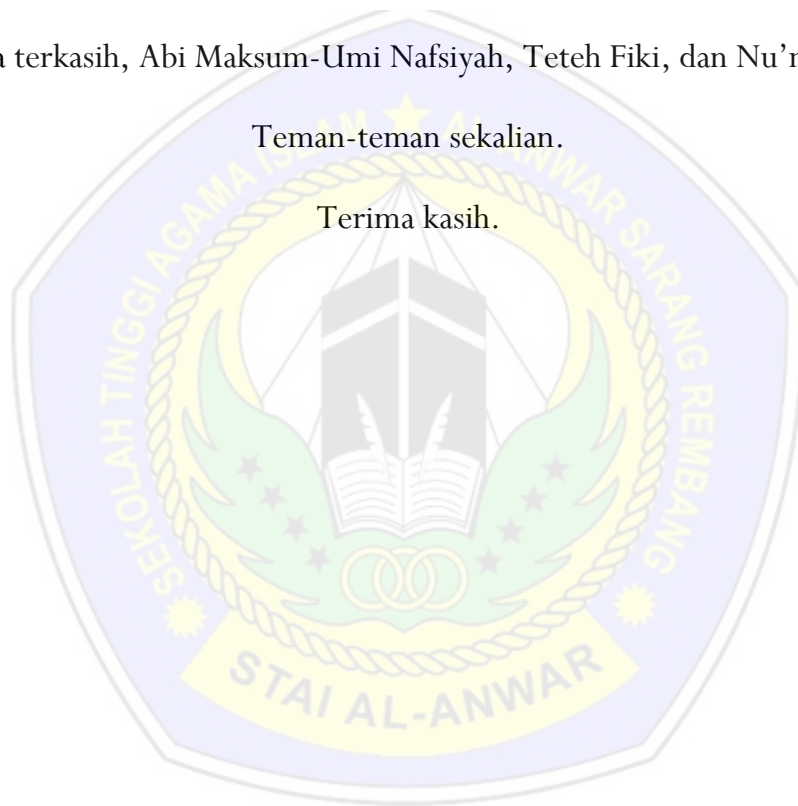 terkasih, Abi Maksum-Umi Nafsiyah, Teteh Fiki, dan
Teman-teman sekalian.
Terima kasih.
SEKOLAH TINGGI AGAMA ISLAM AL-ANWAR SARANG REMBANG
STAI AL-ANWAR